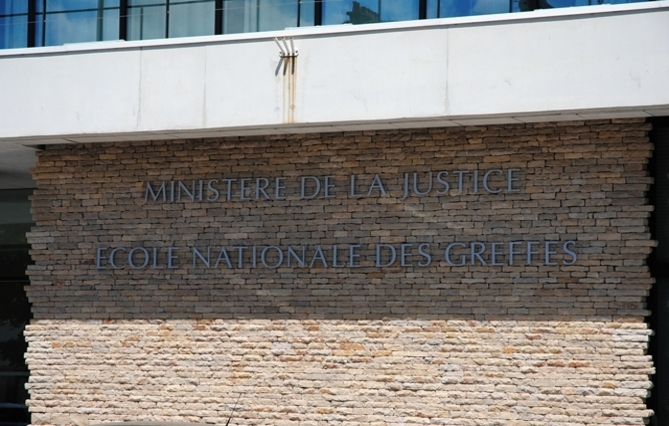 MINISTERE DE LA JUSTICE
ECOLE NATIONALE DES GREFFES